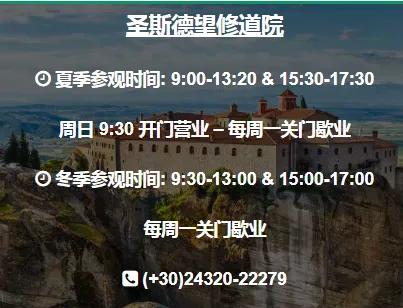 圣斯德望修道院
夏季参观时间: 9:00-13:20 & 15:30-17:30
周日 9:30 开门营业 – 每周一关门歇业
冬季参观时间: 9:30-13:00 & 15:00-17:00
每周一关门歇业
(+30)24320-22279